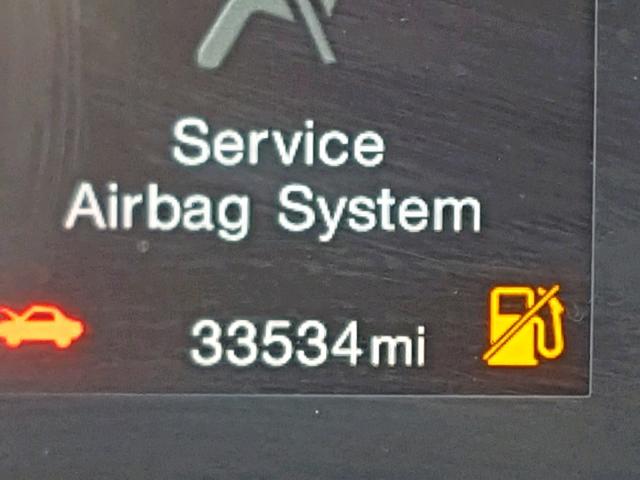 Service
Airbag System
33534mi